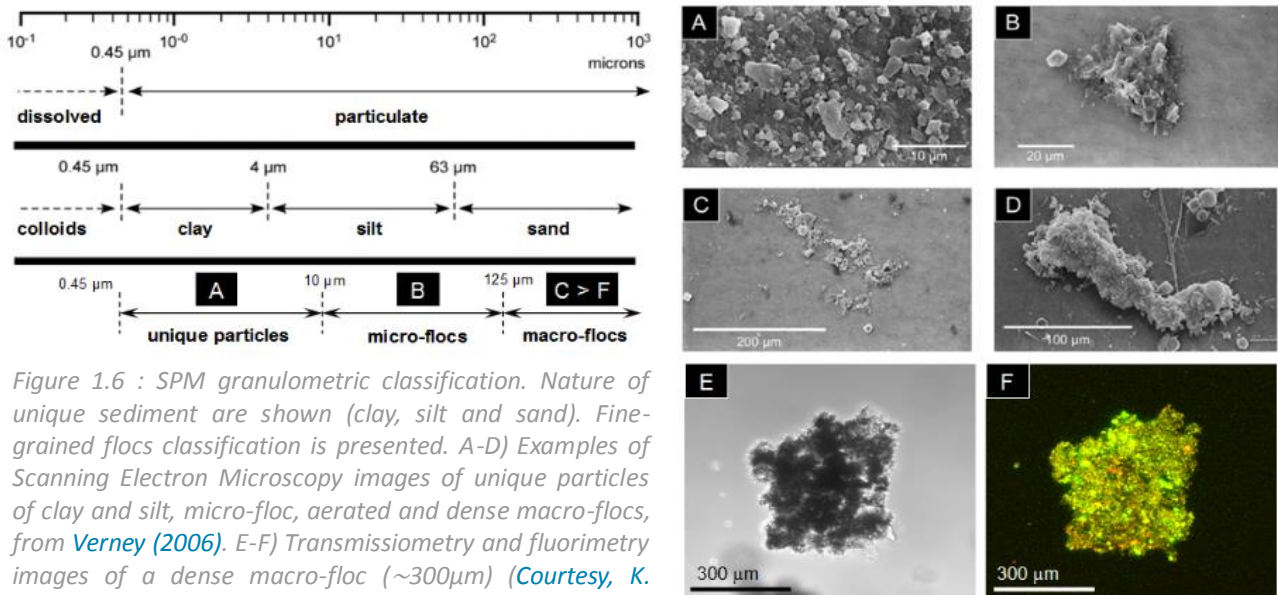 10⁻¹ 10⁻⁰ 10¹ 10² 10³
microns
0.45 µm
dissolved particulate
0.45 µm 4 µm 63 µm
colloids clay silt sand
0.45 µm A 10 µm B 125 µm C > F
unique particles micro-flocs macro-flocs
Figure 1.6 : SPM granulometric classification. Nature of
unique sediment are shown (clay, silt and sand). Fine-
grained flocs classification is presented. A-D) Examples of
Scanning Electron Microscopy images of unique particles
of clay and silt, micro-floc, aerated and dense macro-flocs,
from Verney (2006). E-F) Transmissiometry and fluorimetry
images of a dense macro-floc (~300µm) (Courtesy, K.
A
10 µm
B
20 µm
C
200 µm
D
100 µm
E
300 µm
F
300 µm